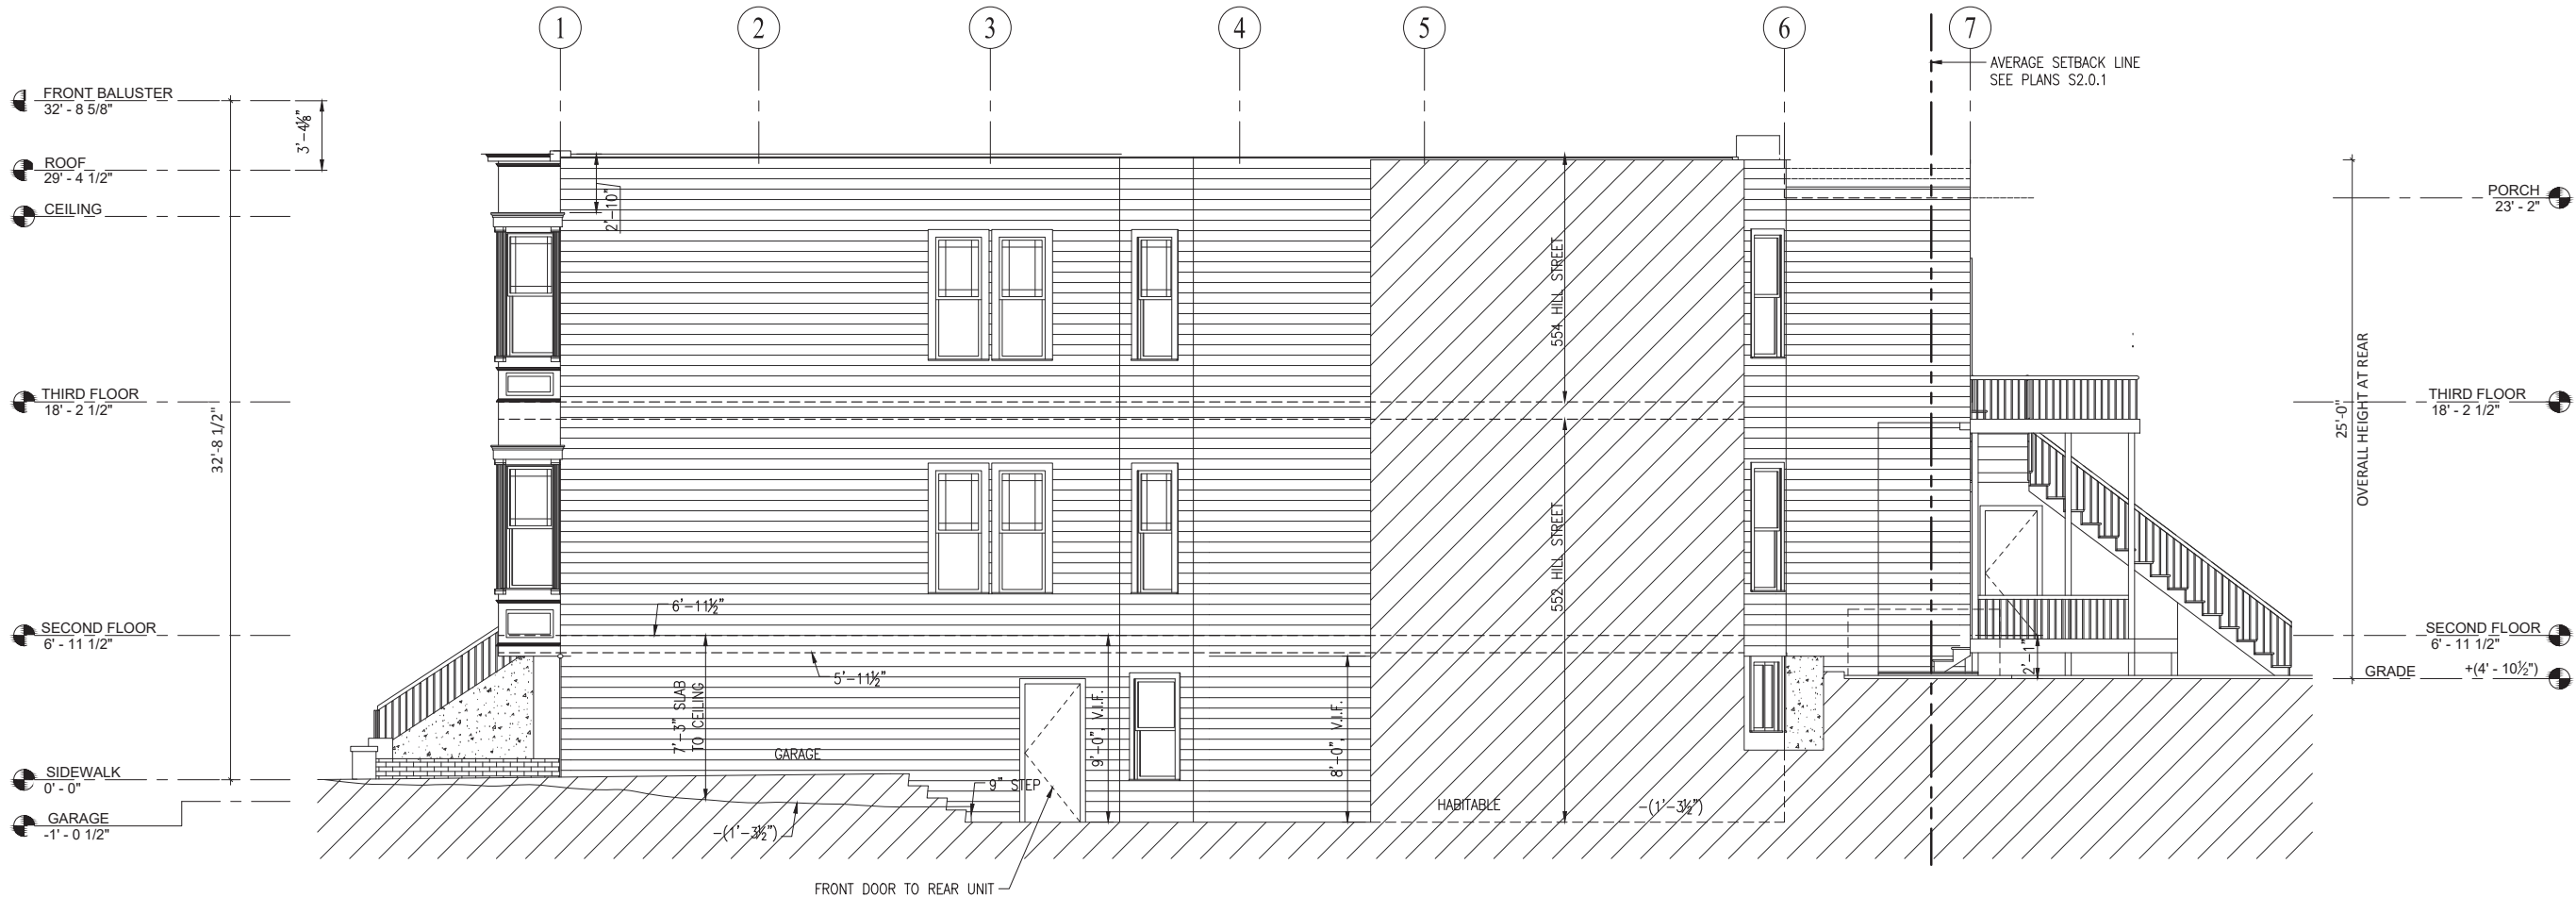 1
2
3
4
5
6
7
AVERAGE SETBACK LINE
SEE PLANS S2.0.1
FRONT BALUSTER
32' - 8 5/8"
3'-4⅛"
ROOF
29' - 4 1/2"
CEILING
2'-10"
PORCH
23' - 2"
554 HILL STREET
THIRD FLOOR
18' - 2 1/2"
32'-8 1/2"
THIRD FLOOR
18' - 2 1/2"
25'-0"
OVERALL HEIGHT AT REAR
552 HILL STREET
6'-11½"
SECOND FLOOR
6' - 11 1/2"
5'-11½"
2'-1"
SECOND FLOOR
6' - 11 1/2"
GRADE
+(4' - 10½")
7'-3" SLAB
TO CEILING
9'-0", V.I.F.
8'-0", V.I.F.
GARAGE
SIDEWALK
0' - 0"
9" STEP
HABITABLE
-(1'-3½")
GARAGE
-1' - 0 1/2"
-(1'-3½")
FRONT DOOR TO REAR UNIT